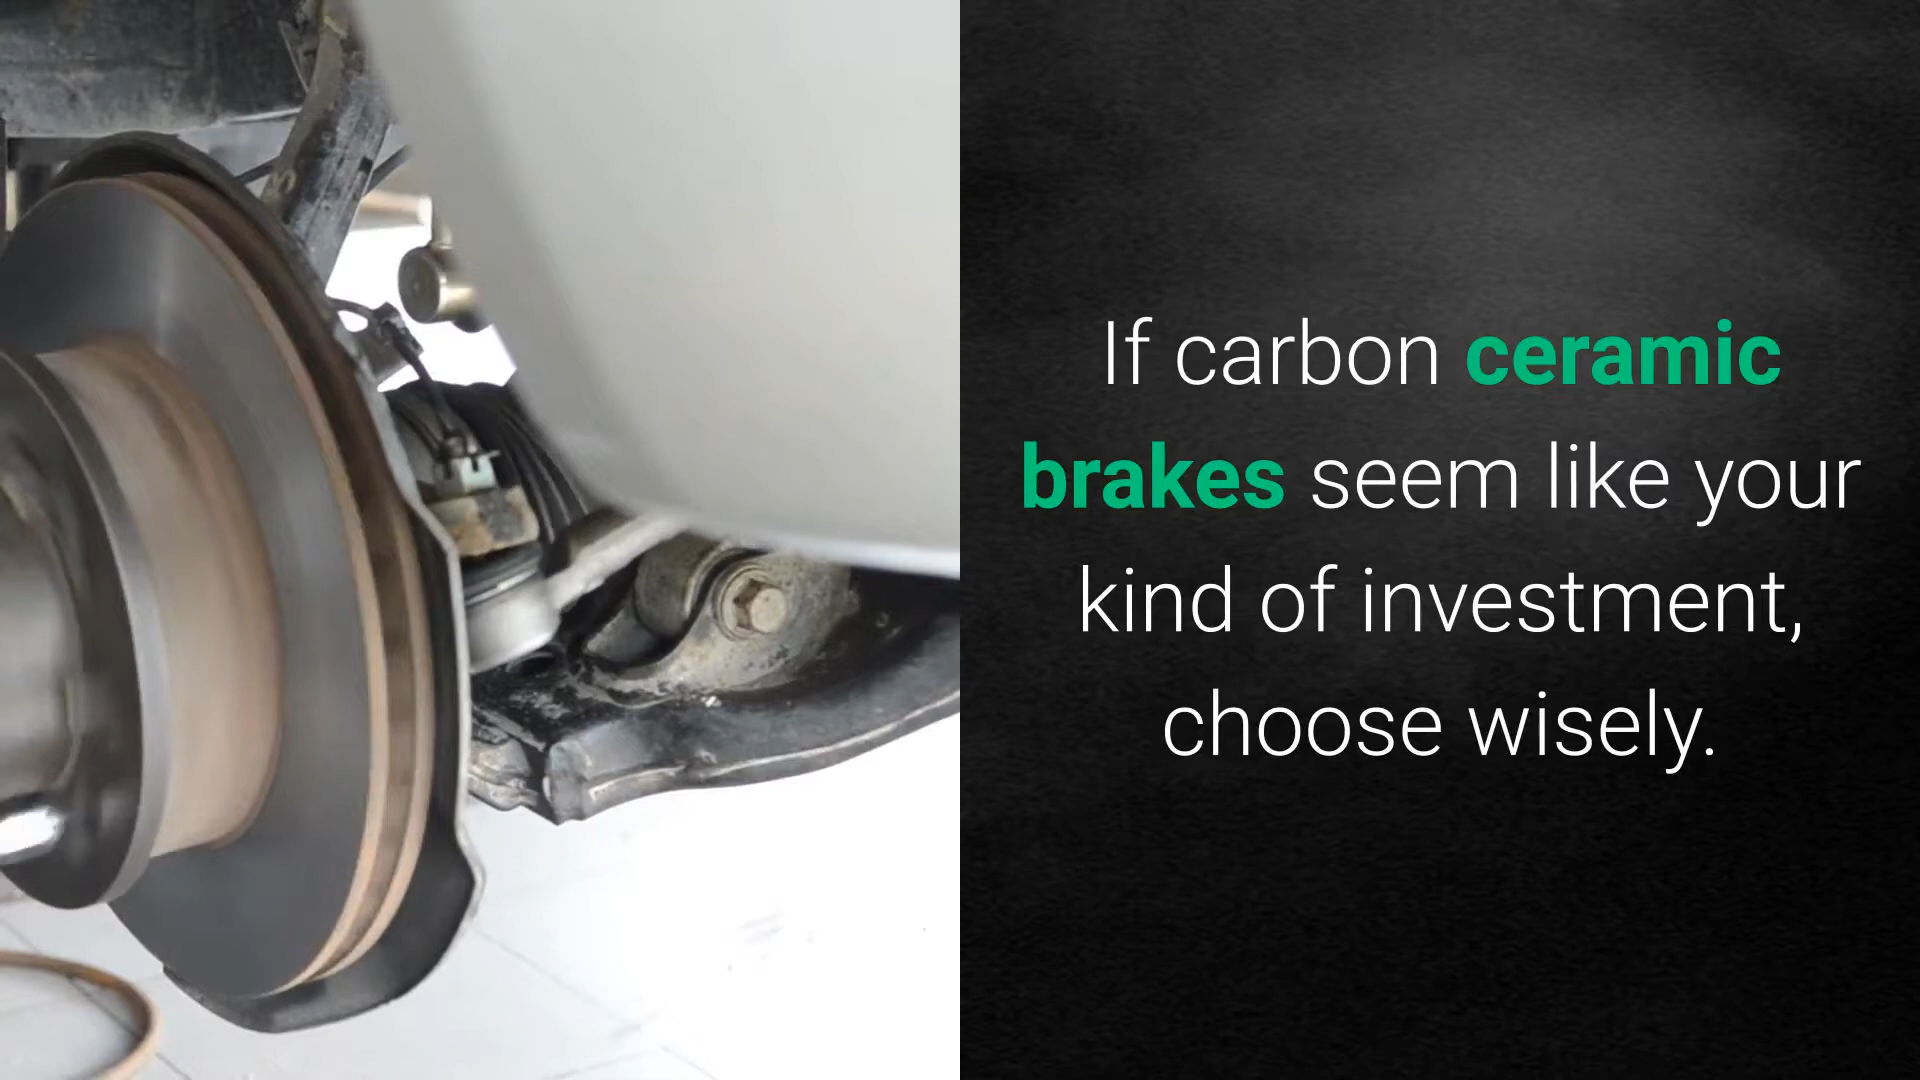 If carbon ceramic
brakes seem like your
kind of investment,
choose wisely.